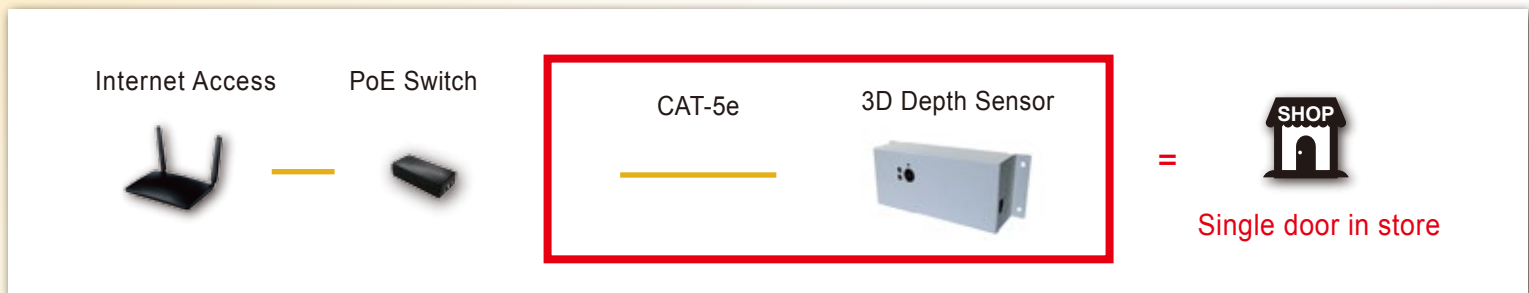 Internet Access
PoE Switch
CAT-5e
3D Depth Sensor
=
SHOP
Single door in store